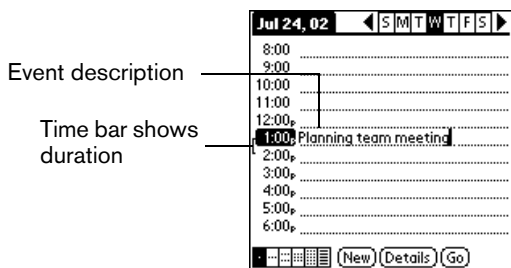 Jul 24, 02 S M T W T F S
8:00
9:00
Event description
10:00
11:00
12:00p
Time bar shows
duration
1:00p Planning team meeting
2:00p
3:00p
4:00p
5:00p
6:00p
New Details Go